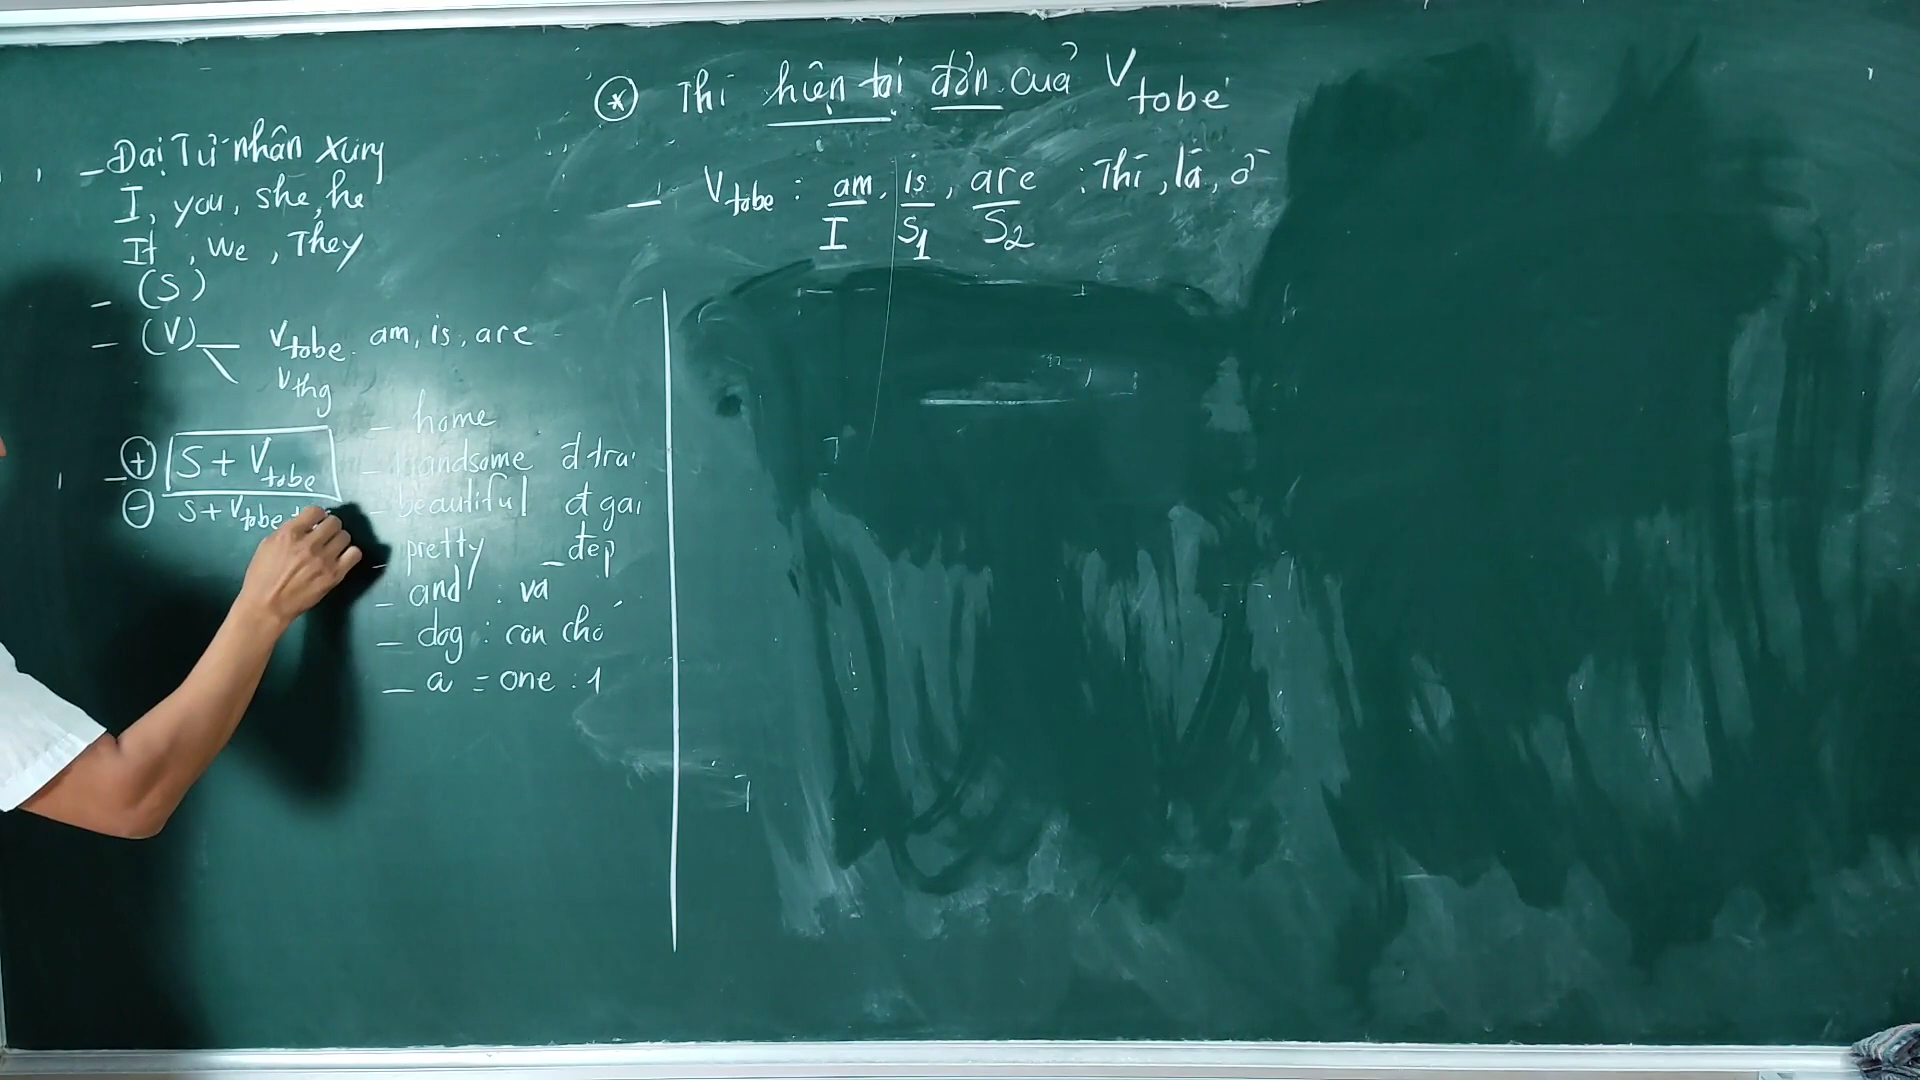 * Thì hiện tại đơn của V tobe
- V tobe : am, is, are : Thì, là, ở
I S1 S2
- Đại Từ nhân xưng
I, you, she, he
It, we, They
- (S)
- (V) V tobe. am, is, are
V thg
- home
- + S + V tobe
- handsome đ trai
- S + V tobe +
- beautiful đ gái
- pretty - đẹp
- and : và
- dog : con chó
- a = one : 1